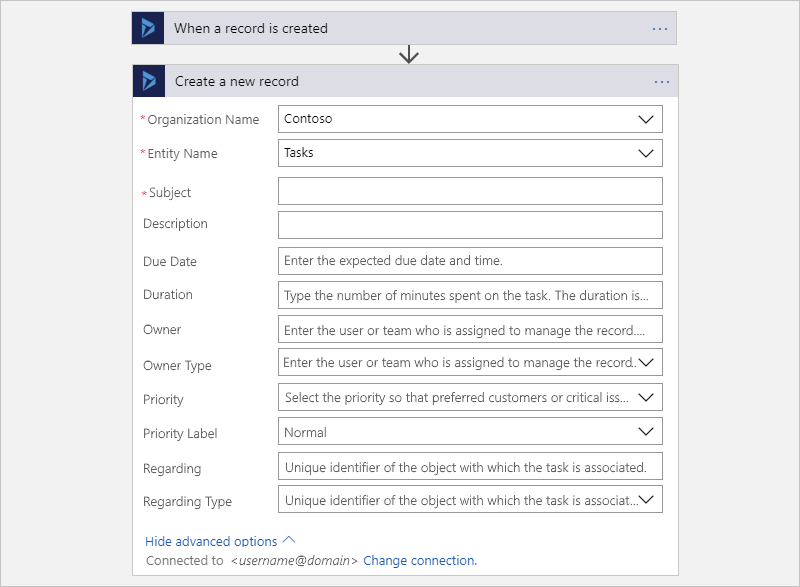 When a record is created
Create a new record
*Organization Name Contoso
*Entity Name Tasks
*Subject
Description
Due Date Enter the expected due date and time.
Duration Type the number of minutes spent on the task. The duration is...
Owner Enter the user or team who is assigned to manage the record....
Owner Type Enter the user or team who is assigned to manage the record..
Priority Select the priority so that preferred customers or critical iss...
Priority Label Normal
Regarding Unique identifier of the object with which the task is associated.
Regarding Type Unique identifier of the object with which the task is associat...
Hide advanced options
Connected to <username@domain> Change connection.